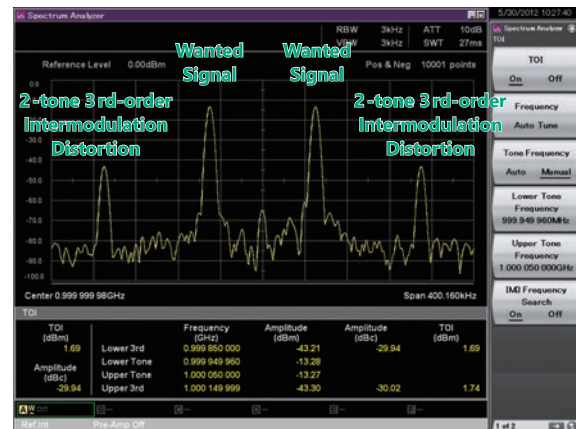 Spectrum Analyzer
5/30/2012 10:27:40
RBW 3kHz ATT 10dB
VBW 3kHz SWT 27ms
Reference Level 0.00dBm
Pos & Neg 10001 points
Wanted Signal
Wanted Signal
2-tone 3rd-order
Intermodulation
Distortion
2-tone 3rd-order
Intermodulation
Distortion
0.0
-40.0
-50.0
-60.0
-70.0
-80.0
-90.0
-100.0
Center 0.999 999 98GHz
Span 400.160kHz
TOI
TOI (dBm) Frequency (GHz) Amplitude (dBm) Amplitude (dBc) TOI (dBm)
1.69 Lower 3rd 0.999 850 000 -43.21 -29.94 1.69
Amplitude (dBc) Lower Tone 0.999 949 960 -13.28
Upper Tone 1.000 050 000 -13.27
-29.94 Upper 3rd 1.000 149 999 -43.30 -30.02 1.74
Ref.Int Pre-Amp Off
Spectrum Analyzer
TOI
TOI
On Off
Frequency
Auto Tune
Tone Frequency
Auto Manual
Lower Tone
Frequency
999.949 960MHz
Upper Tone
Frequency
1.000 050 000GHz
IM3 Frequency
Search
On Off
1 of 2